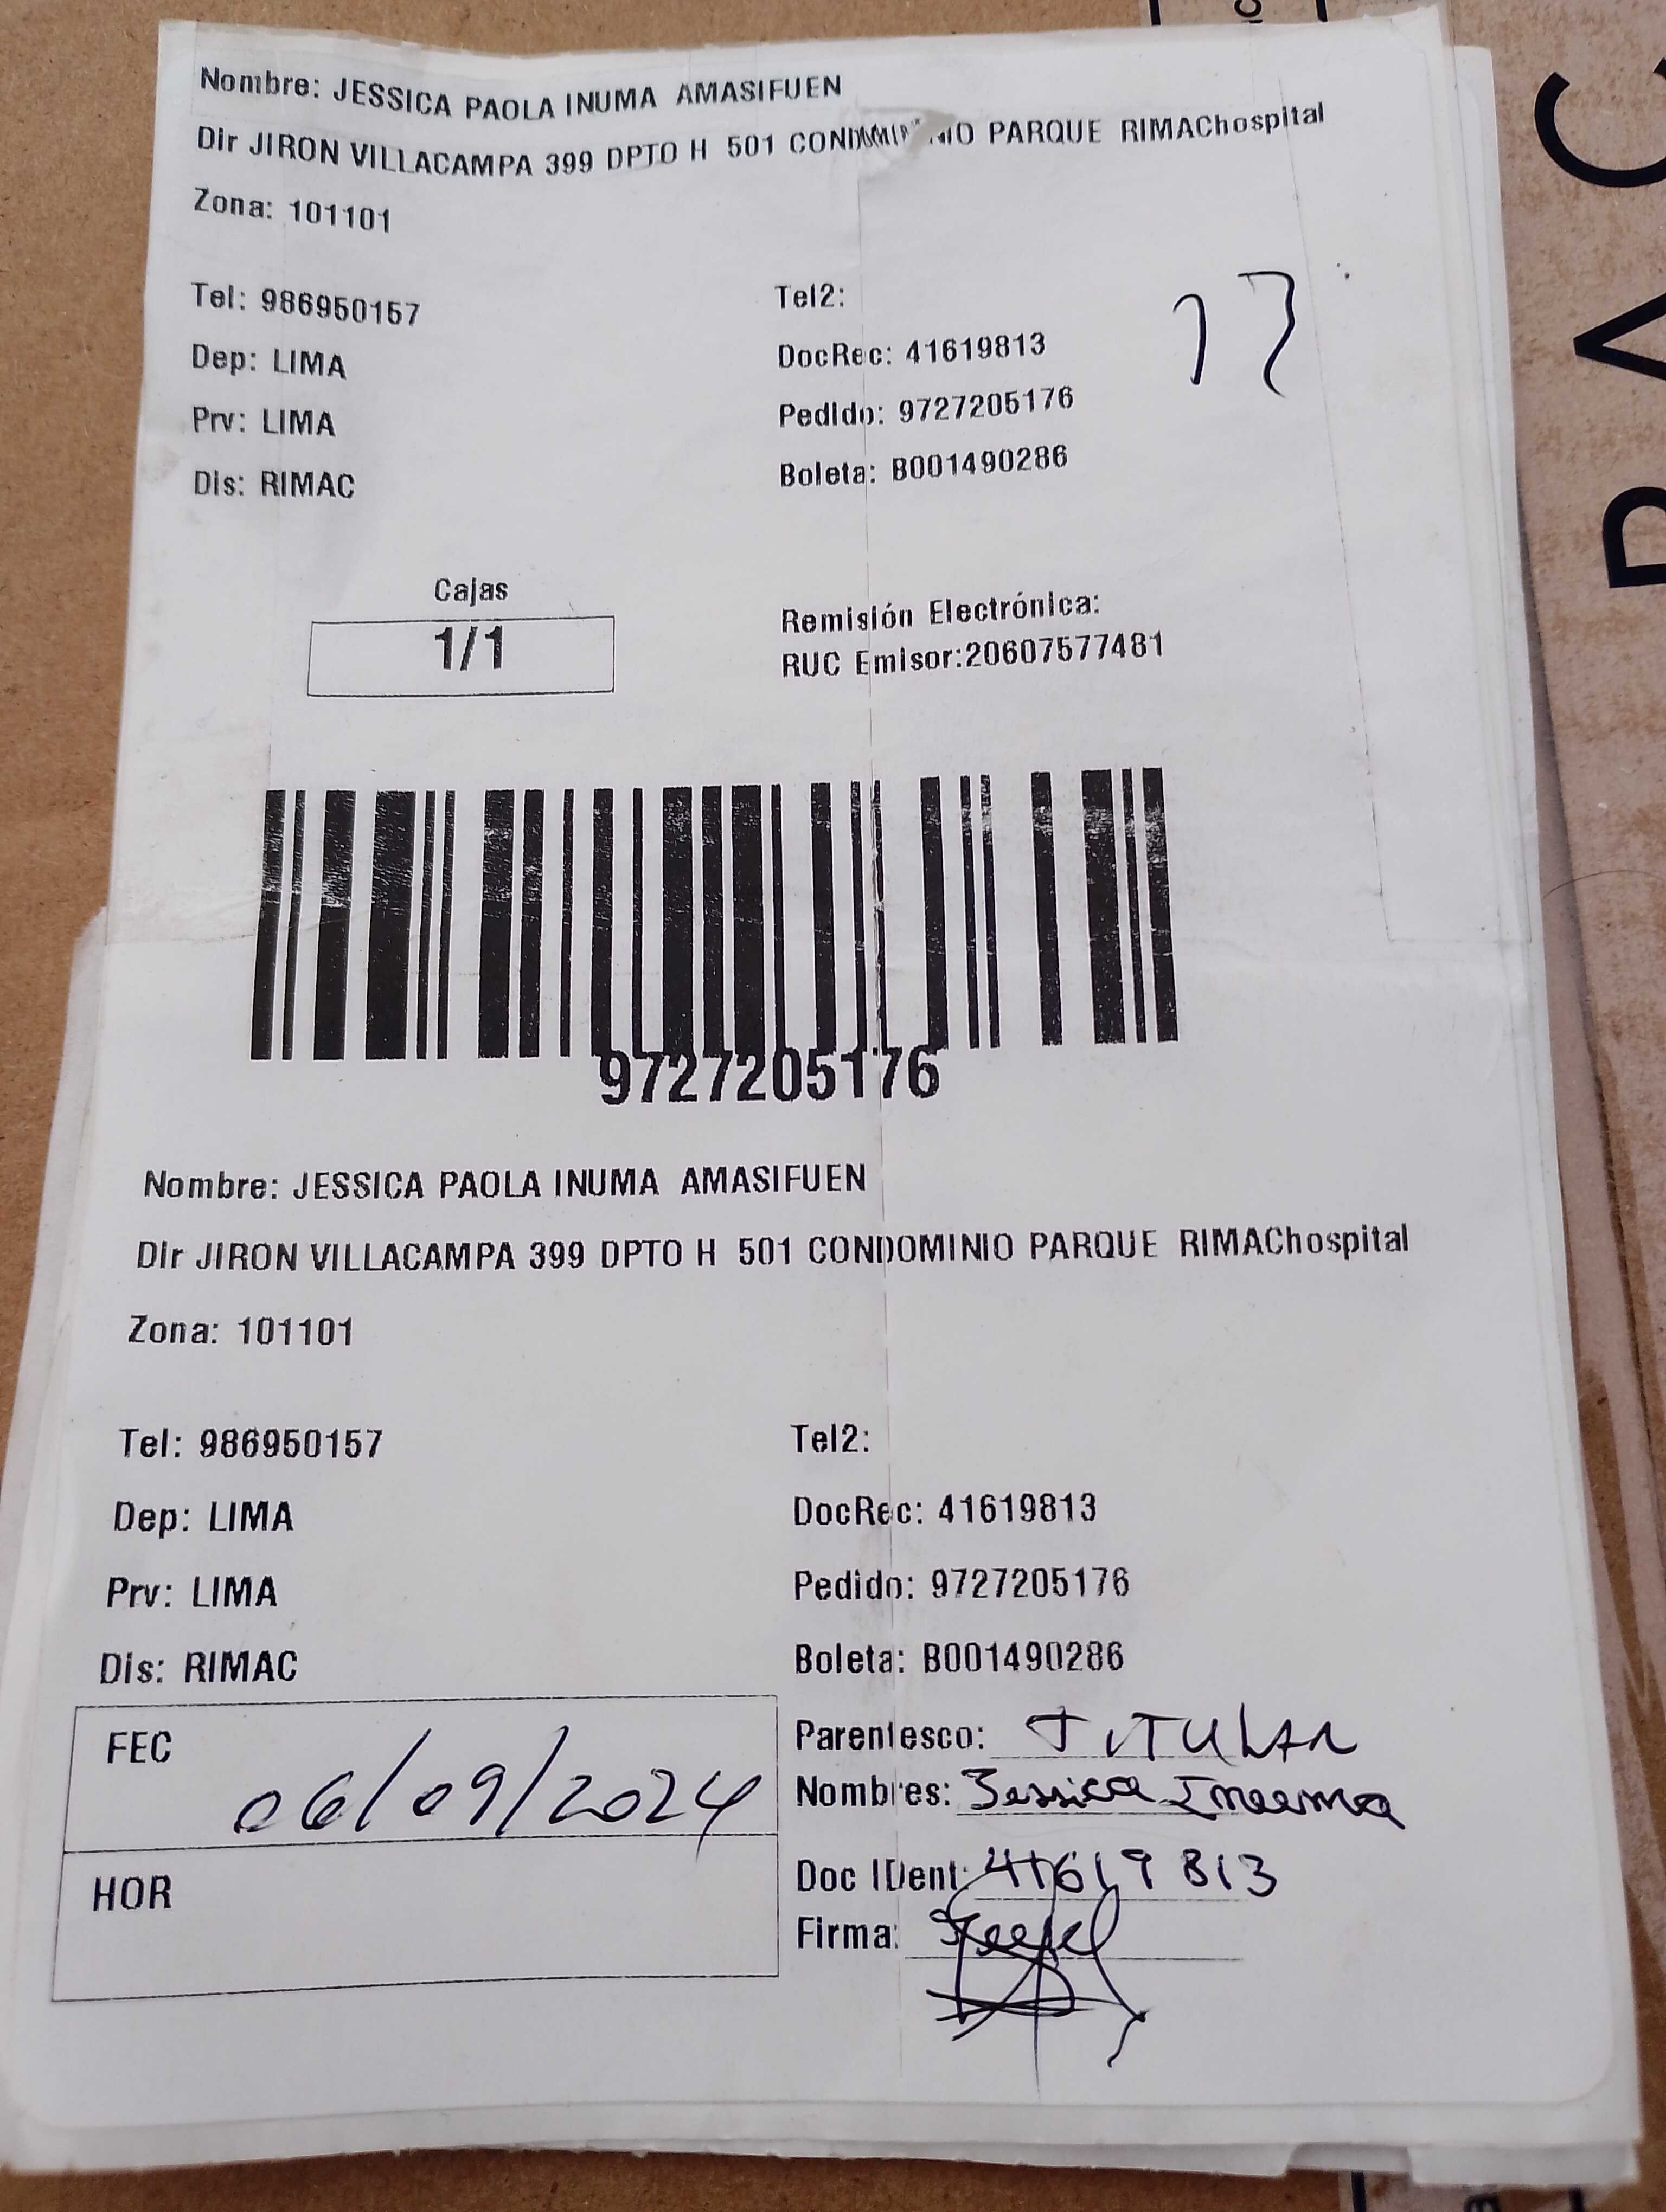 Nombre: JESSICA PAOLA INUMA AMASIFUEN
Dir JIRON VILLACAMPA 399 DPTO H 501 CONDOMINIO PARQUE RIMAChospital
Zona: 101101
Tel: 986950157
Tel2:
17
Dep: LIMA
DocRec: 41619813
Prv: LIMA
Pedido: 9727205176
Dis: RIMAC
Boleta: B001490286
Cajas
1/1
Remisión Electrónica:
RUC Emisor:20607577481
9727205176
Nombre: JESSICA PAOLA INUMA AMASIFUEN
Dir JIRON VILLACAMPA 399 DPTO H 501 CONDOMINIO PARQUE RIMAChospital
Zona: 101101
Tel: 986950157
Tel2:
Dep: LIMA
DocRec: 41619813
Prv: LIMA
Pedido: 9727205176
Dis: RIMAC
Boleta: B001490286
FEC 06/09/2024
HOR
Parentesco: TITULAR
Nombres: Jessica Inuma
Doc IDent: 41619813
Firma: